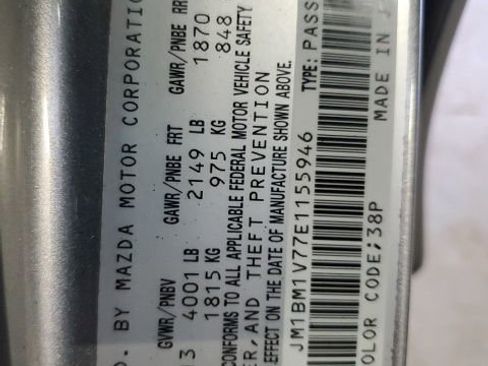 D. BY MAZDA MOTOR CORPORATIO
GVWR/PNBV GAWR/PNBE FRT GAWR/PNBE RR
13 4001 LB 2149 LB 1870
1815 KG 975 KG 848
CONFORMS TO ALL APPLICABLE FEDERAL MOTOR VEHICLE SAFETY
ER, AND THEFT PREVENTION
EFFECT ON THE DATE OF MANUFACTURE SHOWN ABOVE.
JM1BM1V77E1155946 TYPE: PASS
OLOR CODE;38P MADE IN J